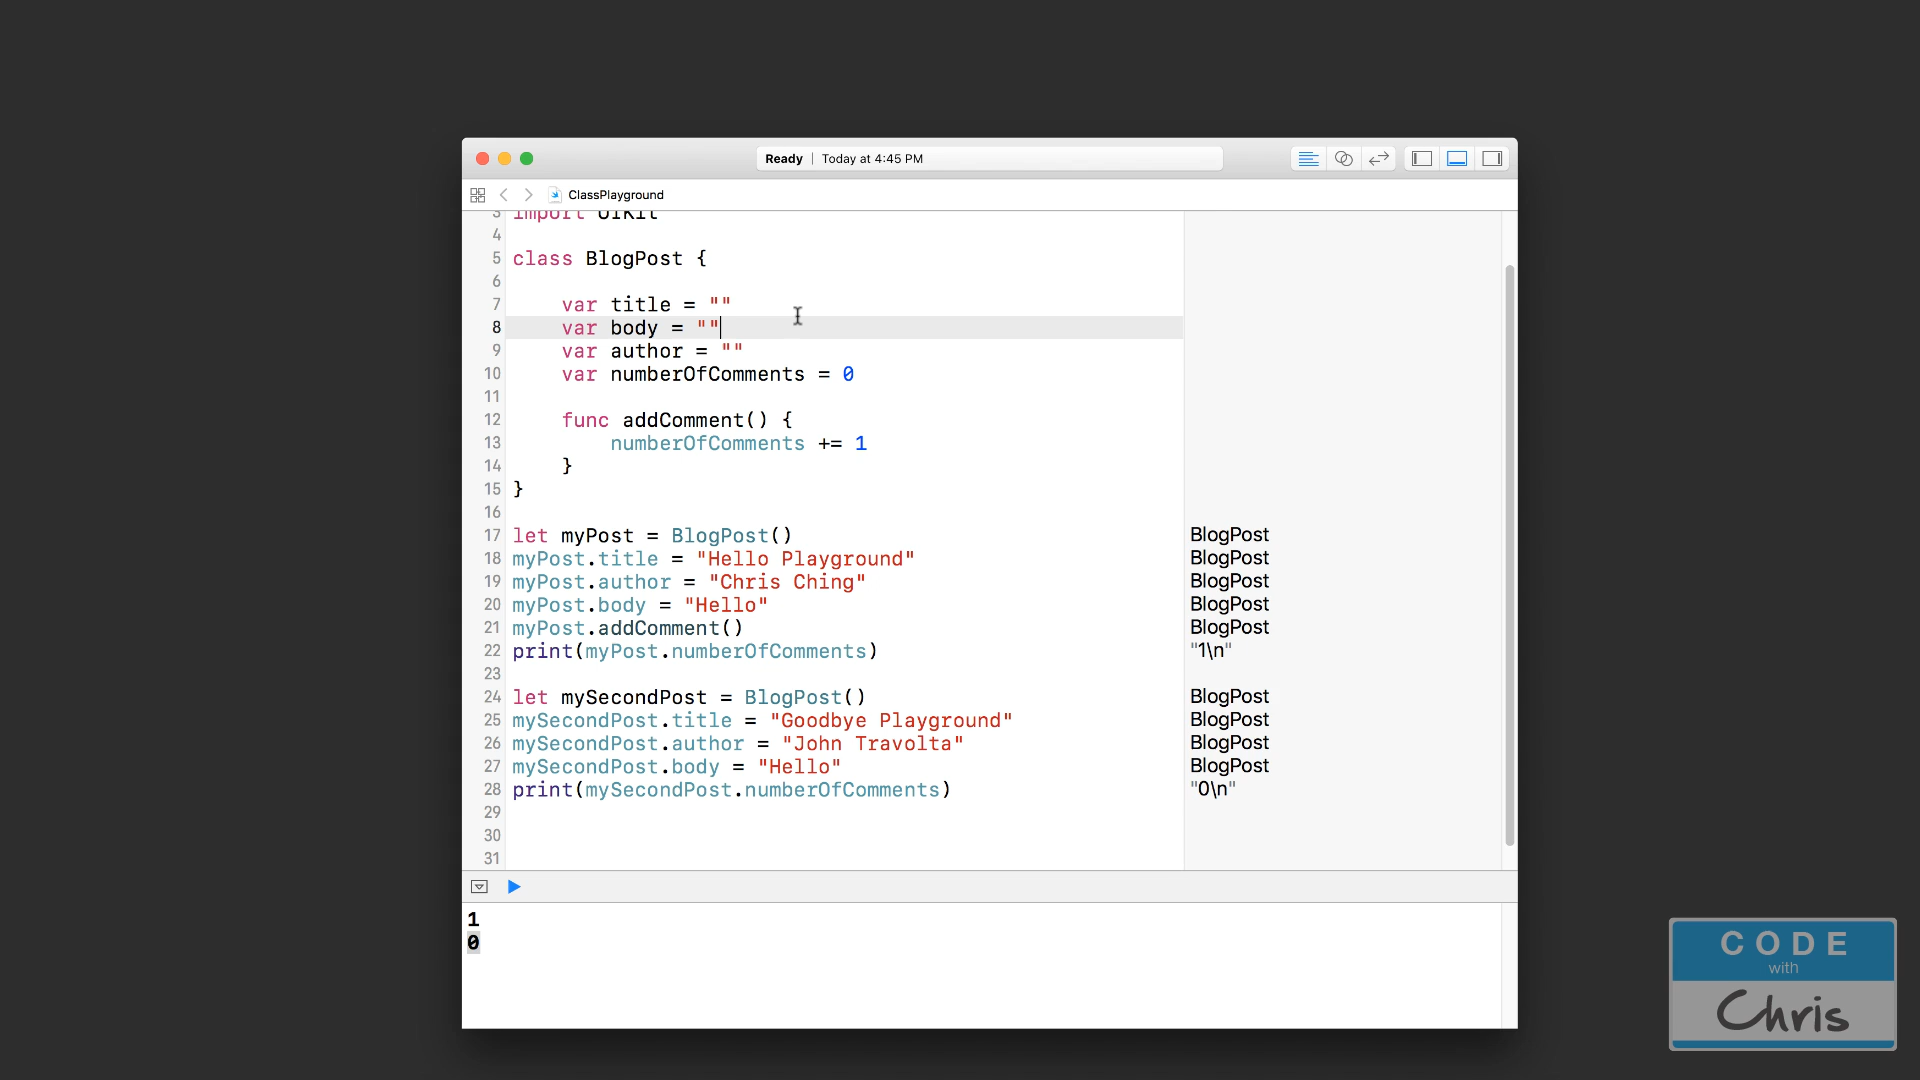 Ready | Today at 4:45 PM
ClassPlayground
3 import UIKit
4
5 class BlogPost {
6
7 var title = ""
8 var body = ""
9 var author = ""
10 var numberOfComments = 0
11
12 func addComment() {
13 numberOfComments += 1
14 }
15 }
16
17 let myPost = BlogPost() BlogPost
18 myPost.title = "Hello Playground" BlogPost
19 myPost.author = "Chris Ching" BlogPost
20 myPost.body = "Hello" BlogPost
21 myPost.addComment() BlogPost
22 print(myPost.numberOfComments) "1\n"
23
24 let mySecondPost = BlogPost() BlogPost
25 mySecondPost.title = "Goodbye Playground" BlogPost
26 mySecondPost.author = "John Travolta" BlogPost
27 mySecondPost.body = "Hello" BlogPost
28 print(mySecondPost.numberOfComments) "0\n"
29
30
31
1
0
CODE
with
Chris